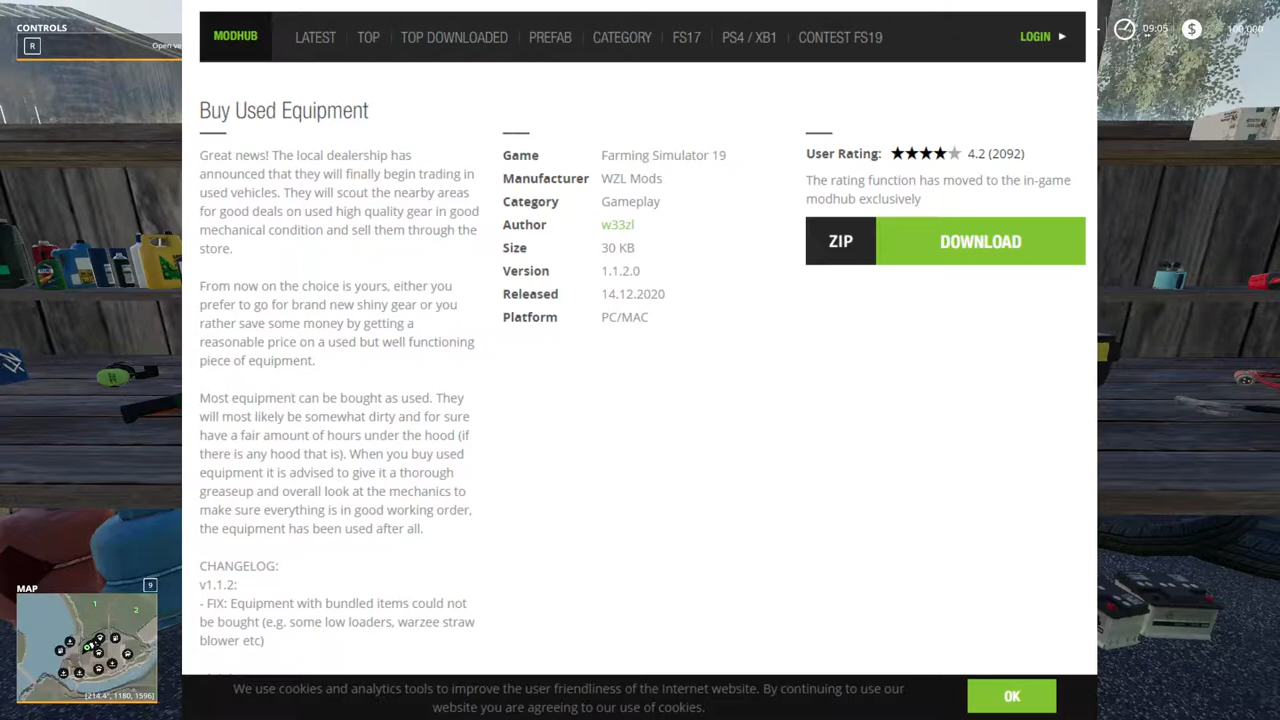 CONTROLS
R
Open ve
MODHUB
LATEST
TOP
TOP DOWNLOADED
PREFAB
CATEGORY
FS17
PS4 / XB1
CONTEST FS19
LOGIN
09:05
$
100,000
Buy Used Equipment
Great news! The local dealership has
announced that they will finally begin trading in
used vehicles. They will scout the nearby areas
for good deals on used high quality gear in good
mechanical condition and sell them through the
store.
From now on the choice is yours, either you
prefer to go for brand new shiny gear or you
rather save some money by getting a
reasonable price on a used but well functioning
piece of equipment.
Most equipment can be bought as used. They
will most likely be somewhat dirty and for sure
have a fair amount of hours under the hood (if
there is any hood that is). When you buy used
equipment it is advised to give it a thorough
greaseup and overall look at the mechanics to
make sure everything is in good working order,
the equipment has been used after all.
CHANGELOG:
v1.1.2:
- FIX: Equipment with bundled items could not
be bought (e.g. some low loaders, warzee straw
blower etc)
Game Farming Simulator 19
Manufacturer WZL Mods
Category Gameplay
Author w33zl
Size 30 KB
Version 1.1.2.0
Released 14.12.2020
Platform PC/MAC
User Rating: 4.2 (2092)
The rating function has moved to the in-game
modhub exclusively
ZIP DOWNLOAD
MAP
9
1
2
[214.4°, 1180, 1596]
We use cookies and analytics tools to improve the user friendliness of the Internet website. By continuing to use our
website you are agreeing to our use of cookies.
OK